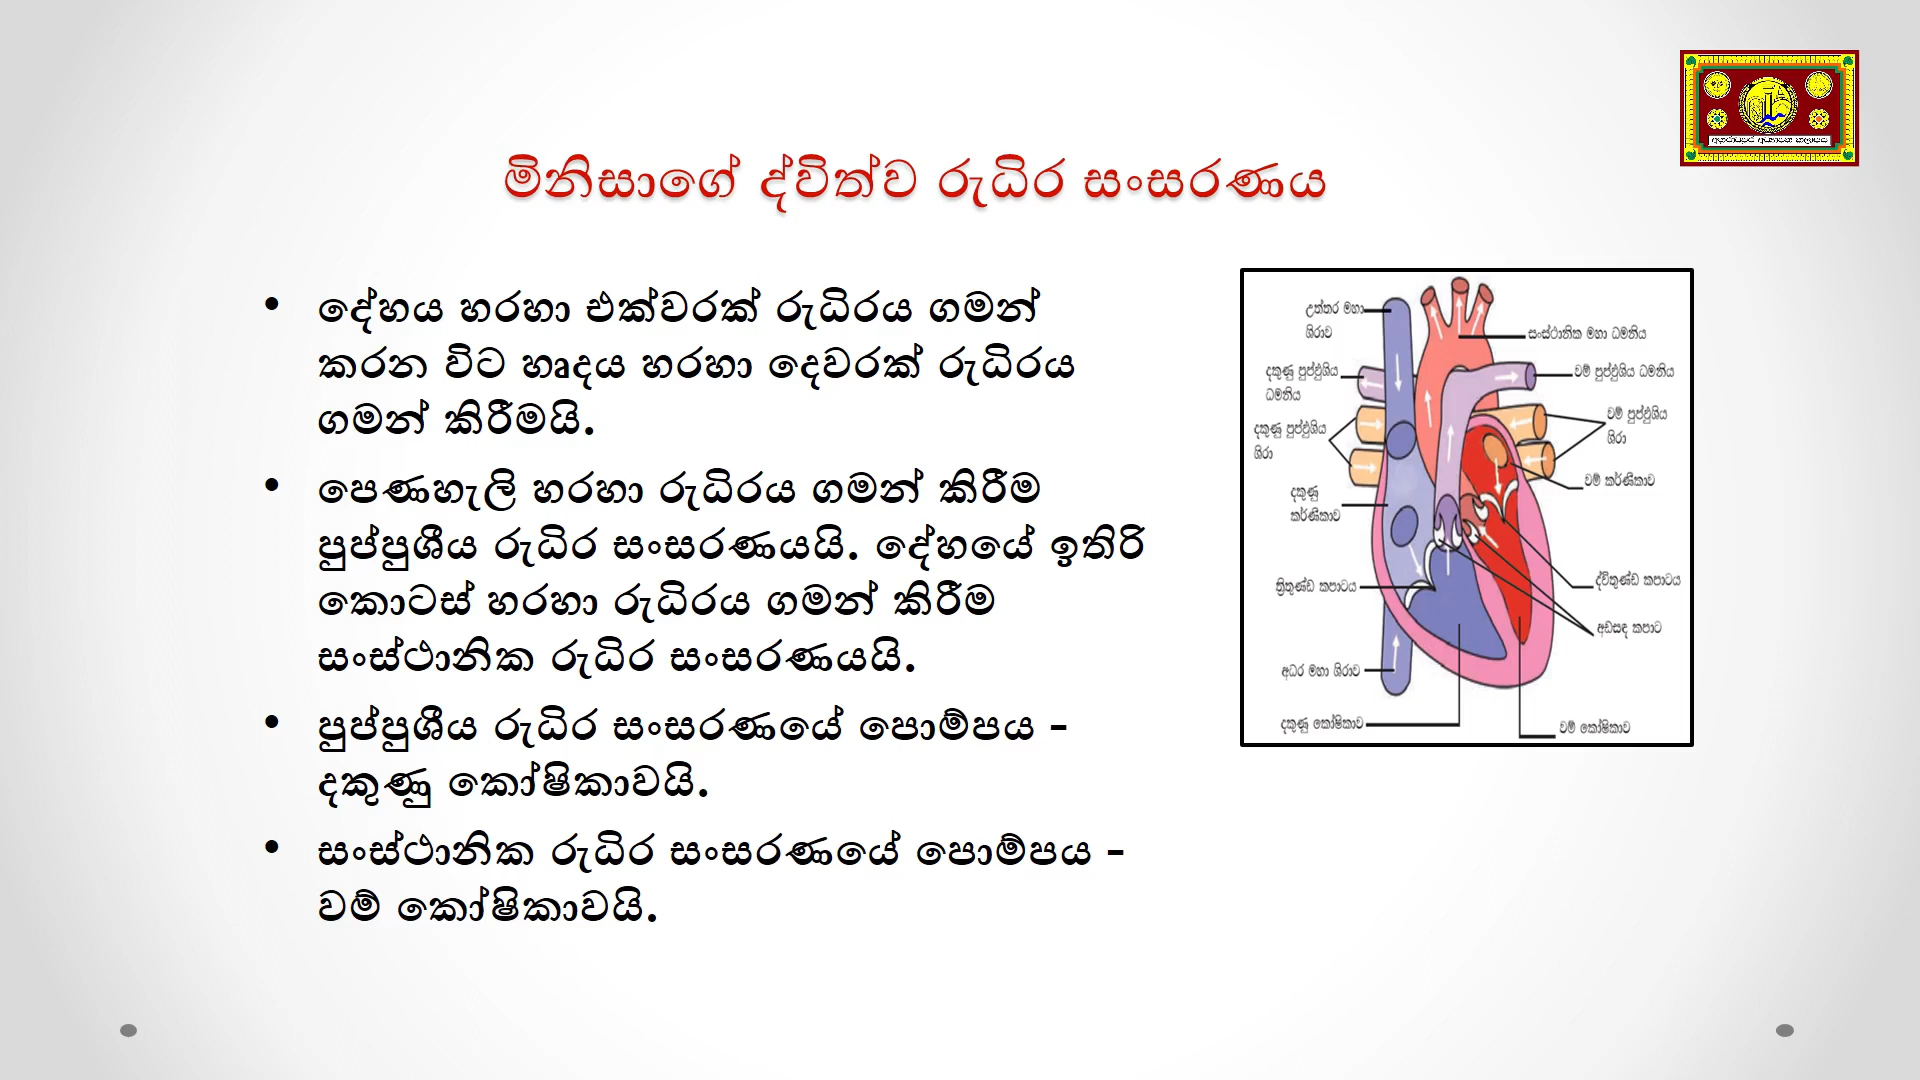 මිනිසාගේ ද්විත්ව රුධිර සංසරණය
• දේහය හරහා එක්වරක් රුධිරය ගමන්
කරන විට හෘදය හරහා දෙවරක් රුධිරය
ගමන් කිරීමයි.
• පෙණහැලි හරහා රුධිරය ගමන් කිරීම
පුප්පුශීය රුධිර සංසරණයයි. දේහයේ ඉතිරි
කොටස් හරහා රුධිරය ගමන් කිරීම
සංස්ථානික රුධිර සංසරණයයි.
• පුප්පුශීය රුධිර සංසරණයේ පොම්පය –
දකුණු කෝෂිකාවයි.
• සංස්ථානික රුධිර සංසරණයේ පොම්පය –
වම් කෝෂිකාවයි.
උත්තර මහා
ශිරාව
සංස්ථානික මහා ධමනිය
දකුණු පුප්ඵුශීය
ධමනිය
වම් පුප්ඵුශීය ධමනිය
දකුණු පුප්ඵුශීය
ශිරා
වම් පුප්ඵුශීය
ශිරා
වම් කර්ණිකාව
දකුණු
කර්ණිකාව
ත්‍රිතුණ්ඩ කපාටය
ද්විතුණ්ඩ කපාටය
අඩසඳ කපාට
අධර මහා ශිරාව
දකුණු කෝෂිකාව
වම් කෝෂිකාව